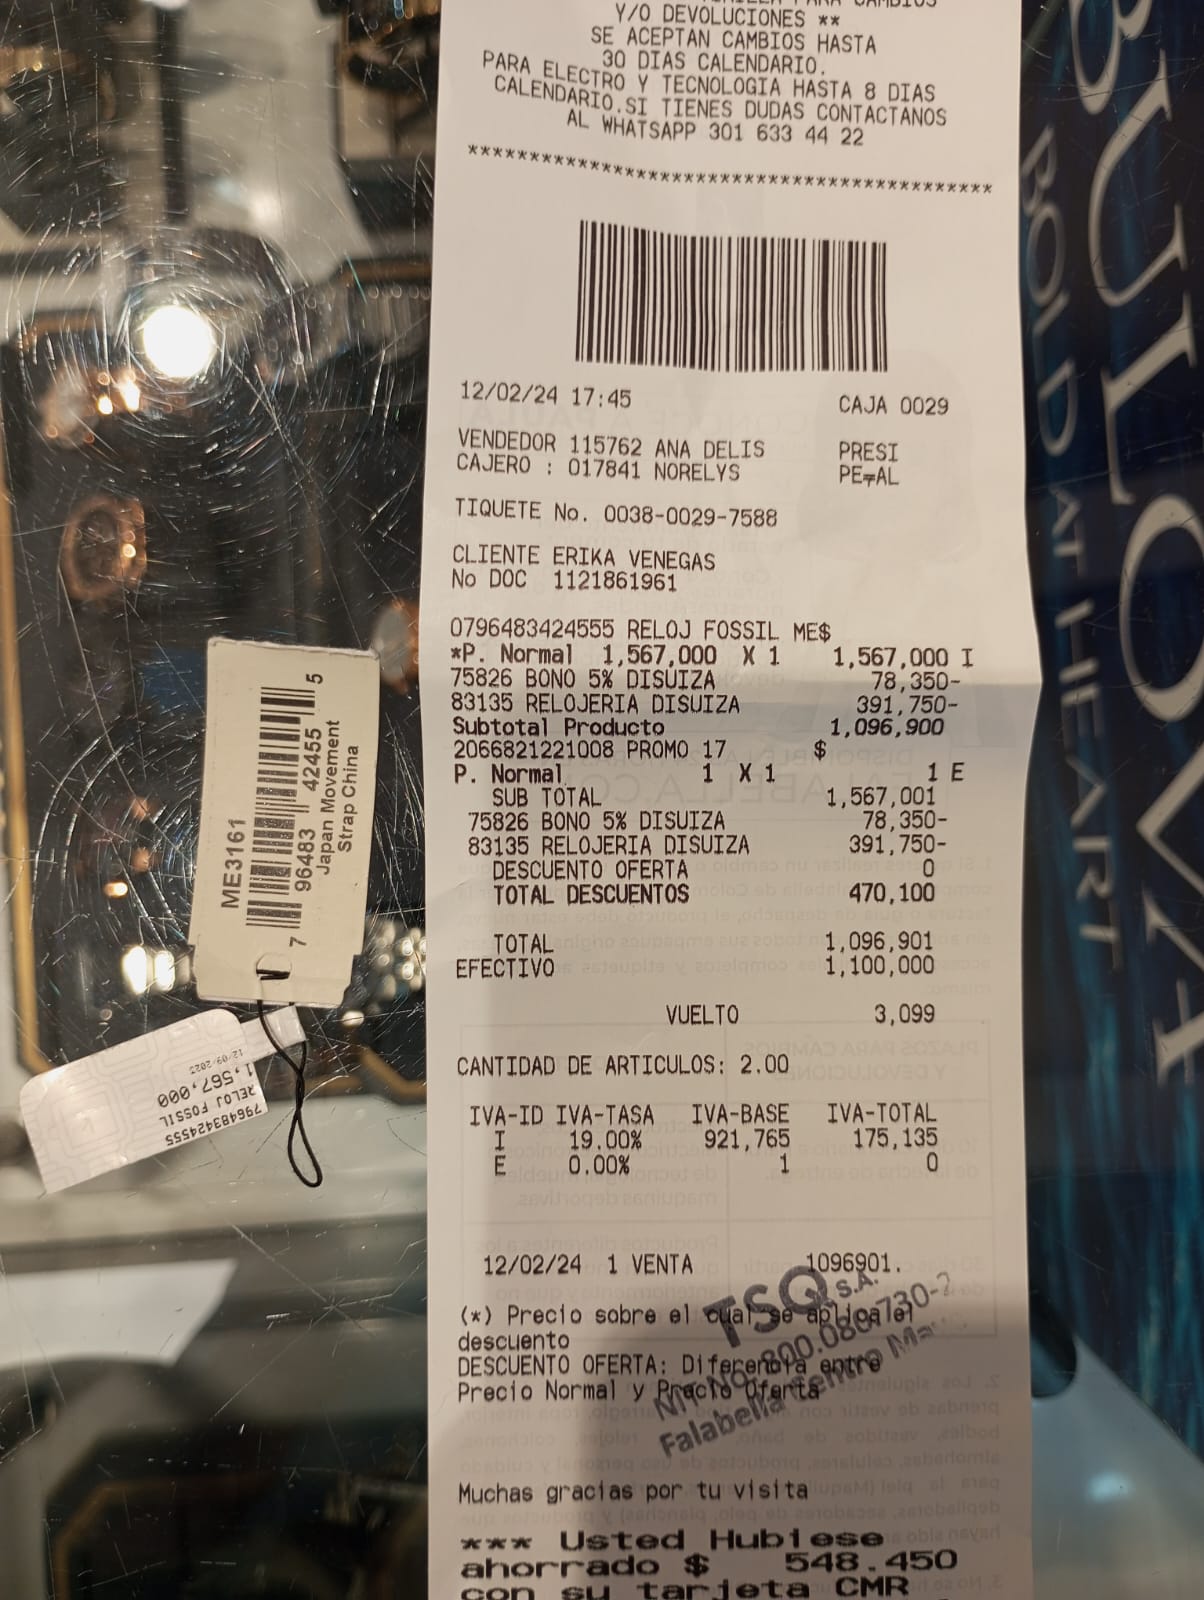 Y/O DEVOLUCIONES **
SE ACEPTAN CAMBIOS HASTA
30 DIAS CALENDARIO.
PARA ELECTRO Y TECNOLOGIA HASTA 8 DIAS
CALENDARIO.SI TIENES DUDAS CONTACTANOS
AL WHATSAPP 301 633 44 22
******************************************
12/02/24 17:45 CAJA 0029
VENDEDOR 115762 ANA DELIS PRESI
CAJERO : 017841 NORELYS
TIQUETE No. 0038-0029-7588
CLIENTE ERIKA VENEGAS
No DOC 1121861961
0796483424555 RELOJ FOSSIL ME$
*P. Normal 1,567,000 X 1 1,567,000 I
75826 BONO 5% DISUIZA 78,350-
83135 RELOJERIA DISUIZA 391,750-
Subtotal Producto 1,096,900
2066821221008 PROMO 17 $
P. Normal 1 X 1 1 E
SUB TOTAL 1,567,001
75826 BONO 5% DISUIZA 78,350-
83135 RELOJERIA DISUIZA 391,750-
DESCUENTO OFERTA 0
TOTAL DESCUENTOS 470,100
TOTAL 1,096,901
EFECTIVO 1,100,000
VUELTO 3,099
CANTIDAD DE ARTICULOS: 2.00
IVA-ID IVA-TASA IVA-BASE IVA-TOTAL
I 19.00% 921,765 175,135
E 0.00% 1 0
12/02/24 1 VENTA 1096901.
(*) Precio sobre el cual se aplica el
descuento
DESCUENTO OFERTA: Diferencia entre
Precio Normal y Precio Oferta
TSQ S.A.
Falabella Centro
Muchas gracias por tu visita
*** Usted Hubiese
ahorrado $ 548.450
con su tarjeta CMR
ME3161
7 96483 42455 5
Japan Movement
Strap China
796483424555
RELOJ FOSSIL
1,567,000
12/09/2023
BULOVA
BOLD AT HEART